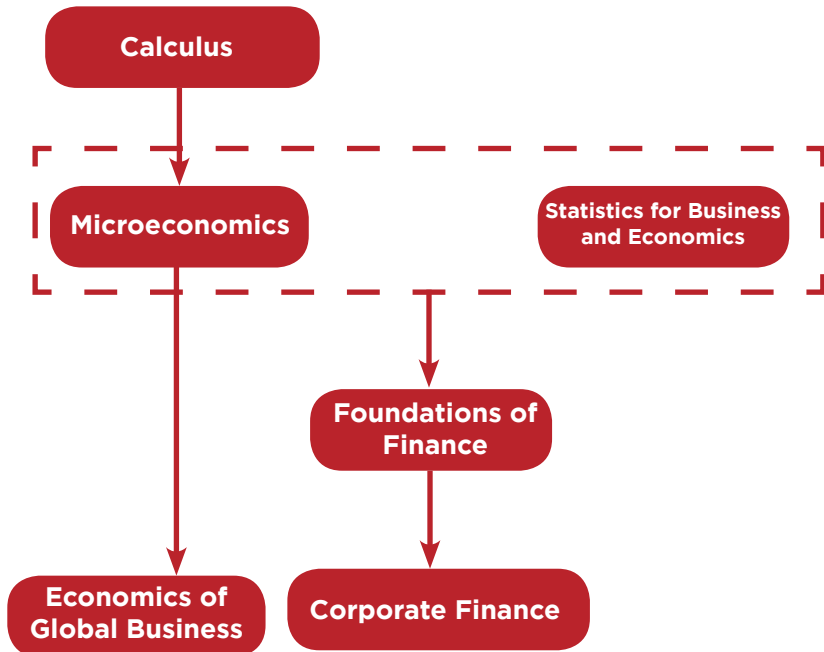 Calculus
Microeconomics
Statistics for Business
and Economics
Foundations of
Finance
Economics of
Global Business
Corporate Finance